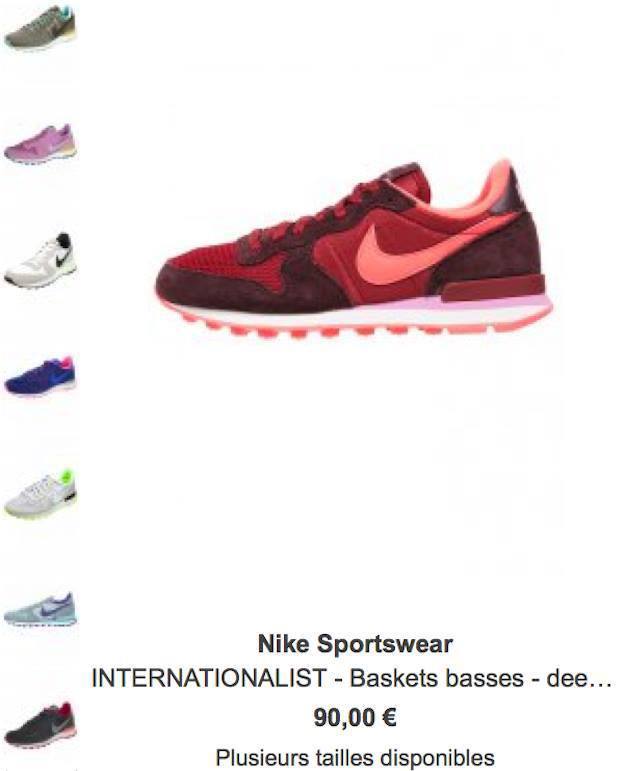 Nike Sportswear
INTERNATIONALIST - Baskets basses - dee…
90,00 €
Plusieurs tailles disponibles